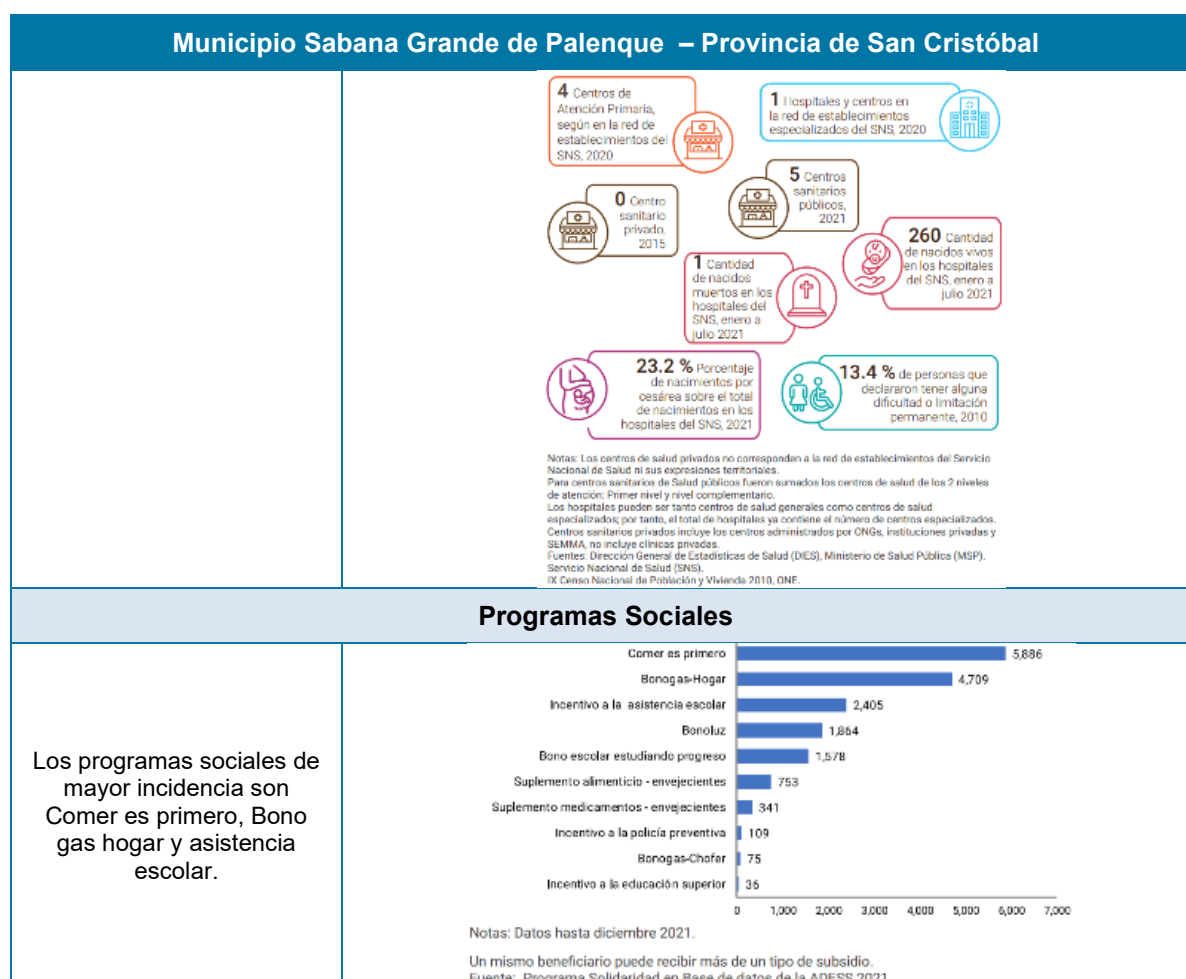 Municipio Sabana Grande de Palenque – Provincia de San Cristóbal
4 Centros de
Atención Primaria,
según en la red de
establecimientos del
SNS, 2020
1 Hospitales y centros en
la red de establecimientos
especializados del SNS, 2020
0 Centro
sanitario
privado,
2015
5 Centros
sanitarios
públicos,
2021
260 Cantidad
de nacidos vivos
en los hospitales
del SNS, enero a
julio 2021
1 Cantidad
de nacidos
muertos en los
hospitales del
SNS, enero a
julio 2021
23.2 % Porcentaje
de nacimientos por
cesárea sobre el total
de nacimientos en los
hospitales del SNS, 2021
13.4 % de personas que
declararon tener alguna
dificultad o limitación
permanente, 2010
Notas: Los centros de salud privados no corresponden a la red de establecimientos del Servicio
Nacional de Salud ni sus expresiones territoriales.
Para centros sanitarios de Salud públicos fueron sumados los centros de salud de los 2 niveles
de atención: Primer nivel y nivel complementario.
Los hospitales pueden ser tanto centros de salud generales como centros de salud
especializados; por tanto, el total de hospitales ya contiene el número de centros especializados.
Centros sanitarios privados incluye los centros administrados por ONGs, instituciones privadas y
SEMMA, no incluye clínicas privadas.
Fuentes: Dirección General de Estadísticas de Salud (DIES), Ministerio de Salud Pública (MSP).
Servicio Nacional de Salud (SNS).
IX Censo Nacional de Población y Vivienda 2010, ONE.
Programas Sociales
Los programas sociales de
mayor incidencia son
Comer es primero, Bono
gas hogar y asistencia
escolar.
Comer es primero 5,886
Bonogas-Hogar 4,709
Incentivo a la asistencia escolar 2,405
Bonoluz 1,864
Bono escolar estudiando progreso 1,578
Suplemento alimenticio - envejecientes 753
Suplemento medicamentos - envejecientes 341
Incentivo a la policía preventiva 109
Bonogas-Chofer 75
Incentivo a la educación superior 36
0 1,000 2,000 3,000 4,000 5,000 6,000 7,000
Notas: Datos hasta diciembre 2021.
Un mismo beneficiario puede recibir más de un tipo de subsidio.
Fuente: Programa Solidaridad en Base de datos de la ADESS 2021